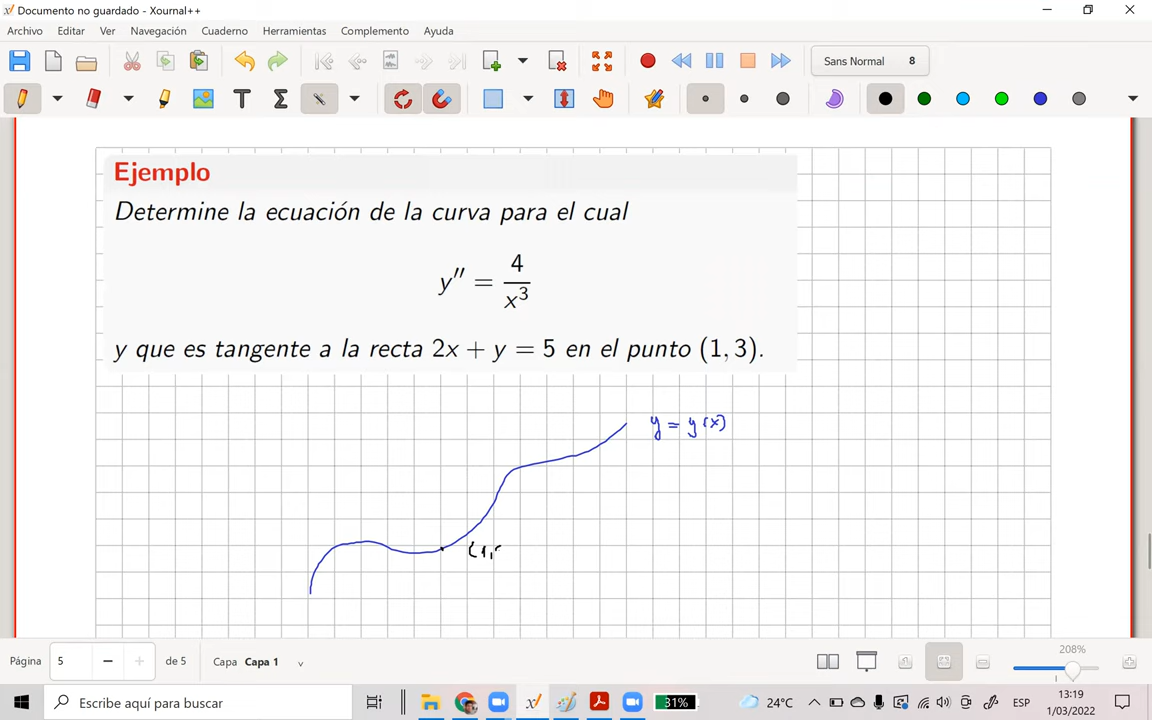 Documento no guardado - Xournal++
Archivo Editar Ver Navegación Cuaderno Herramientas Complemento Ayuda
Sans Normal 8
Ejemplo
Determine la ecuación de la curva para el cual
y'' = 4/x³
y que es tangente a la recta 2x + y = 5 en el punto (1, 3).
y = y(x)
(1,
Página 5 de 5 Capa Capa 1
208%
Escribe aquí para buscar
31%
24°C
ESP
13:19
1/03/2022